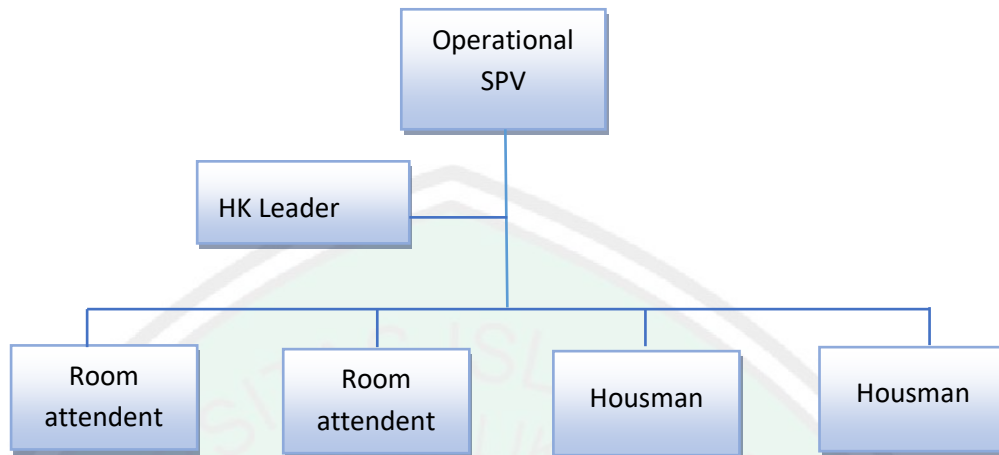 Operational
SPV
HK Leader
Room
attendent
Room
attendent
Housman
Housman